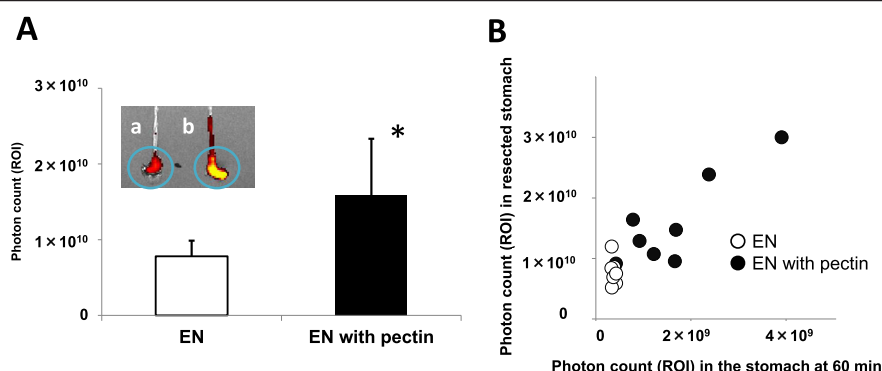 A
B
3×10¹⁰
2×10¹⁰
1×10¹⁰
0
Photon count (ROI)
a b
*
EN
EN with pectin
Photon count (ROI) in resected stomach
3×10¹⁰
2×10¹⁰
1×10¹⁰
0
EN
EN with pectin
0
2×10⁹
4×10⁹
Photon count (ROI) in the stomach at 60 min